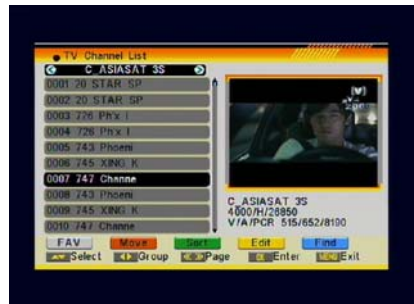 TV Channel List
C_ASIASAT 3S
0001 20 STAR SP
0002 20 STAR SP
0003 726 Ph'x I
0004 726 Ph'x I
0005 743 Phoeni
0006 745 XING K
0007 747 Channe
0008 743 Phoeni
0009 745 XING K
0010 747 Channe
C_ASIASAT 3S
4000/H/26850
V/A/PCR 515/652/8190
FAV Move Sort Edit Find
Select Group Page Enter MENU Exit